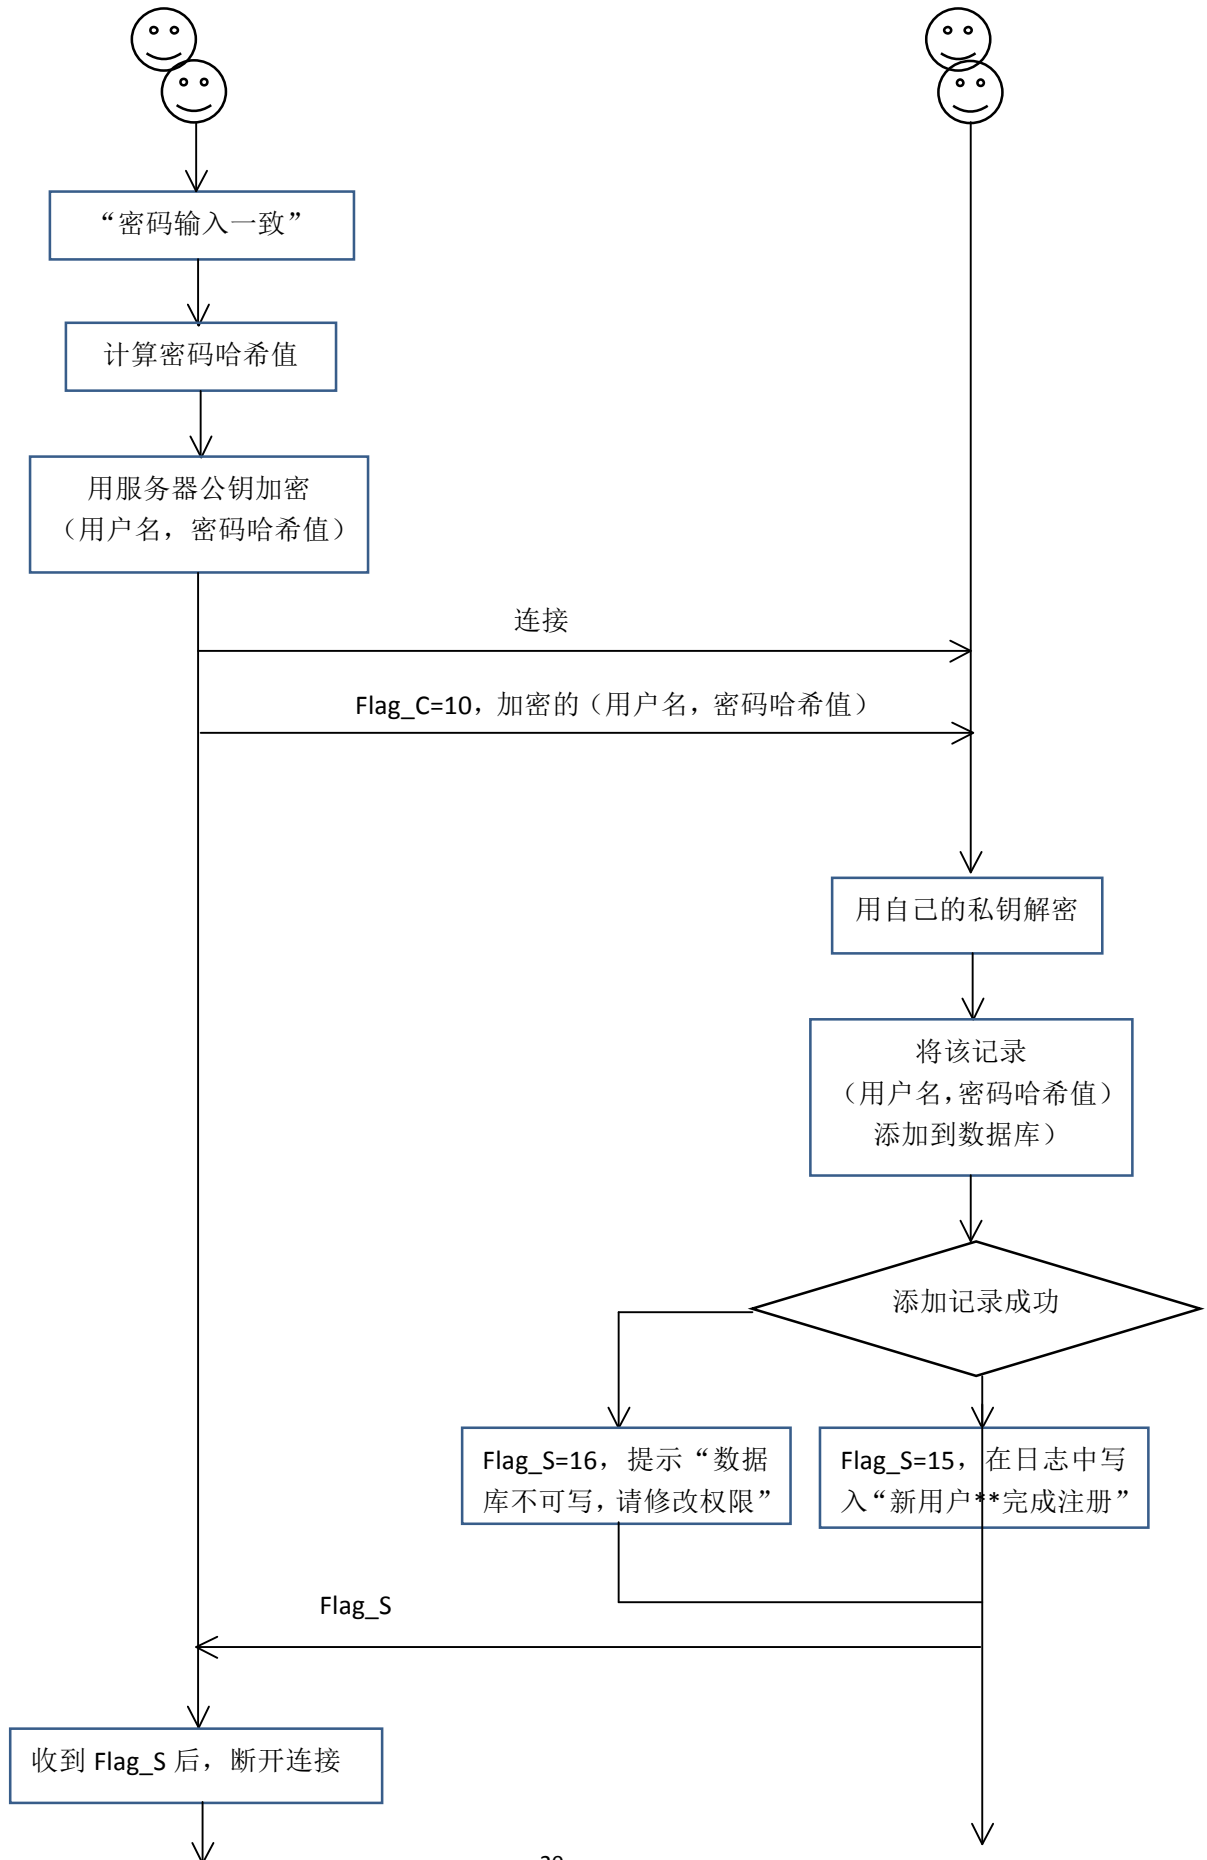 “密码输入一致”
计算密码哈希值
用服务器公钥加密
（用户名，密码哈希值）
连接
Flag_C=10，加密的（用户名，密码哈希值）
用自己的私钥解密
将该记录
（用户名，密码哈希值）
添加到数据库）
添加记录成功
Flag_S=16，提示“数据
库不可写，请修改权限”
Flag_S=15，在日志中写
入“新用户**完成注册”
Flag_S
收到 Flag_S 后，断开连接